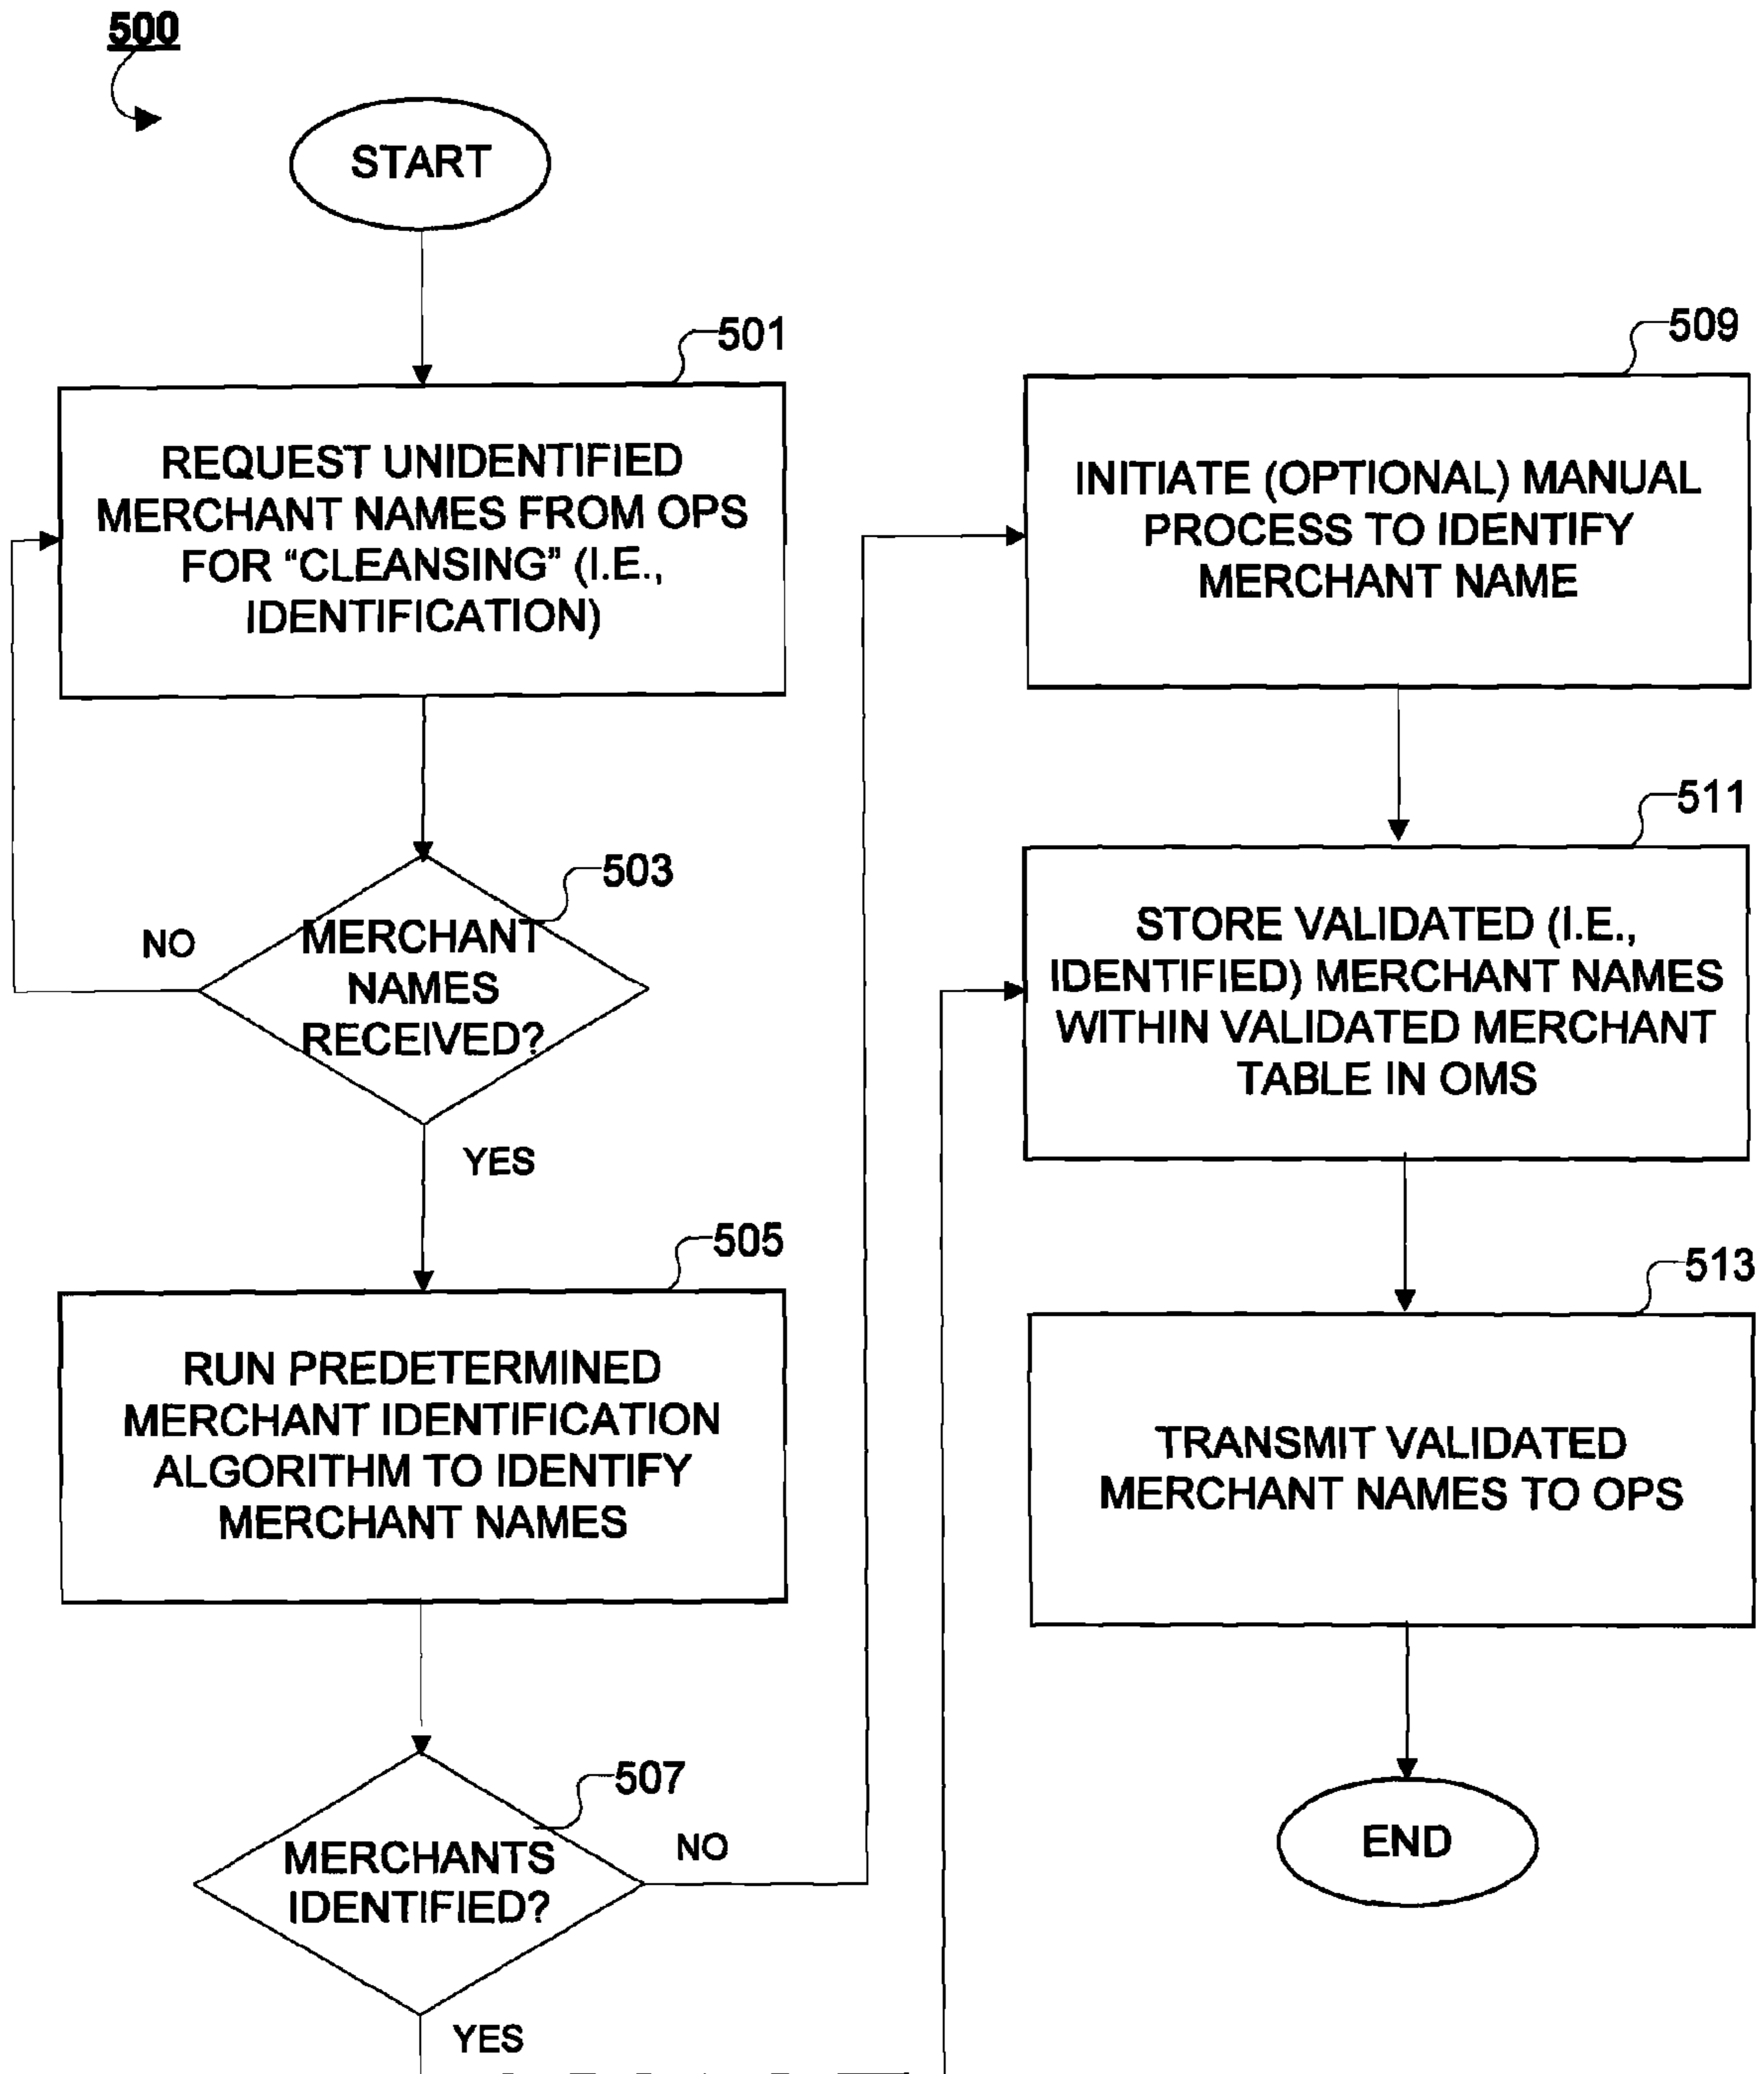 500
START
501
REQUEST UNIDENTIFIED
MERCHANT NAMES FROM OPS
FOR “CLEANSING” (I.E.,
IDENTIFICATION)
503
MERCHANT
NAMES
RECEIVED?
NO
YES
505
RUN PREDETERMINED
MERCHANT IDENTIFICATION
ALGORITHM TO IDENTIFY
MERCHANT NAMES
507
MERCHANTS
IDENTIFIED?
NO
YES
509
INITIATE (OPTIONAL) MANUAL
PROCESS TO IDENTIFY
MERCHANT NAME
511
STORE VALIDATED (I.E.,
IDENTIFIED) MERCHANT NAMES
WITHIN VALIDATED MERCHANT
TABLE IN OMS
513
TRANSMIT VALIDATED
MERCHANT NAMES TO OPS
END